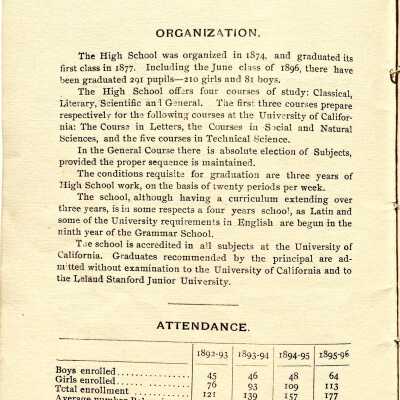 ORGANIZATION.
The High School was organized in 1874, and graduated its
first class in 1877. Including the June class of 1896, there have
been graduated 291 pupils—210 girls and 81 boys.
The High School offers four courses of study: Classical,
Literary, Scientific and General. The first three courses prepare
respectively for the following courses at the University of Califor-
nia: The Course in Letters, the Courses in Social and Natural
Sciences, and the five courses in Technical Science.
In the General Course there is absolute election of Subjects,
provided the proper sequence is maintained.
The conditions requisite for graduation are three years of
High School work, on the basis of twenty periods per week.
The school, although having a curriculum extending over
three years, is in some respects a four years school, as Latin and
some of the University requirements in English are begun in the
ninth year of the Grammar School.
The school is accredited in all subjects at the University of
California. Graduates recommended by the principal are ad-
mitted without examination to the University of California and to
the Leland Stanford Junior University.
ATTENDANCE.
1892-93 1893-94 1894-95 1895-96
Boys enrolled 45 46 48 64
Girls enrolled 76 93 109 113
Total enrollment 121 139 157 177
Average number